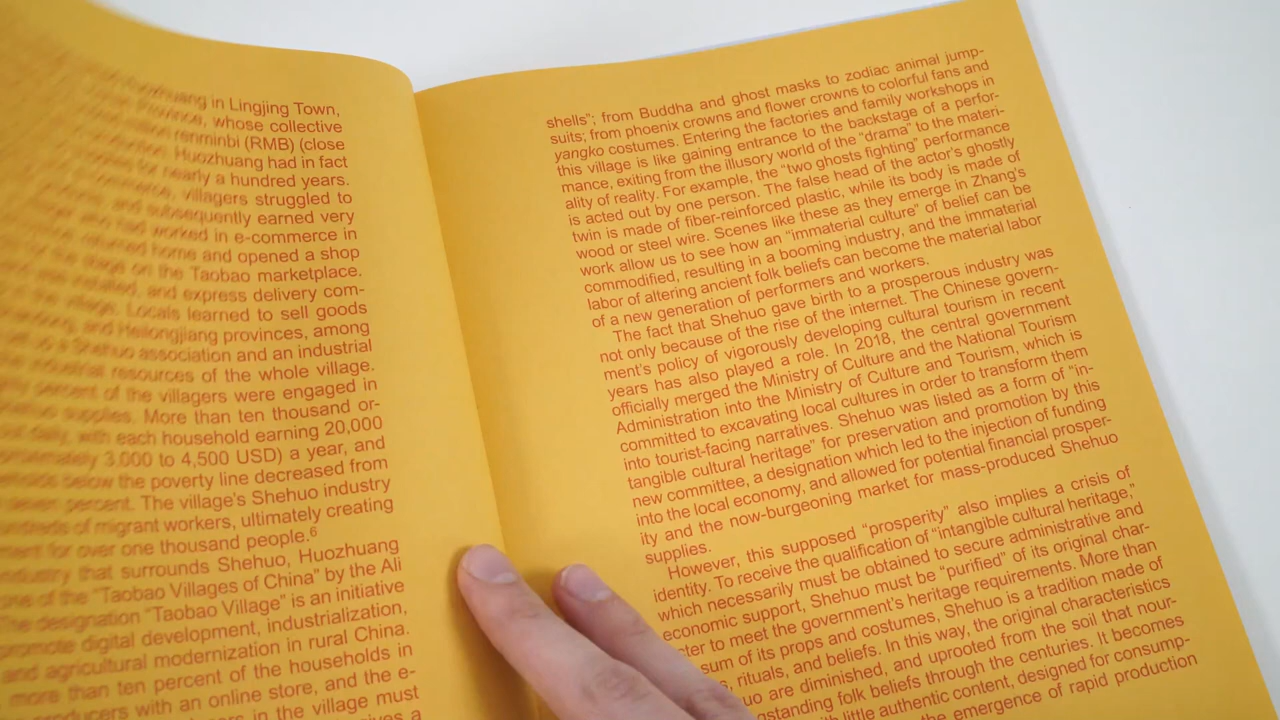 in Lingjing Town,
whose collective
renminbi (RMB) (close
Huozhuang had in fact
for nearly a hundred years.
villagers struggled to
and subsequently earned very
had worked in e-commerce in
returned home and opened a shop
on the Taobao marketplace.
and express delivery com-
the village. Locals learned to sell goods
and Heilongjiang provinces, among
a Shehuo association and an industrial
industrial resources of the whole village.
percent of the villagers were engaged in
supplies. More than ten thousand or-
daily, with each household earning 20,000
3.000 to 4,500 USD) a year, and
below the poverty line decreased from
seven percent. The village's Shehuo industry
of migrant workers, ultimately creating
for over one thousand people.⁶
industry that surrounds Shehuo, Huozhuang
one of the “Taobao Villages of China” by the Ali
The designation “Taobao Village” is an initiative
promote digital development, industrialization,
and agricultural modernization in rural China.
more than ten percent of the households in
producers with an online store, and the e-
in the village must
a
shells”; from Buddha and ghost masks to zodiac animal jump-
suits; from phoenix crowns and flower crowns to colorful fans and
yangko costumes. Entering the factories and family workshops in
this village is like gaining entrance to the backstage of a perfor-
mance, exiting from the illusory world of the “drama” to the materi-
ality of reality. For example, the “two ghosts fighting” performance
is acted out by one person. The false head of the actor's ghostly
twin is made of fiber-reinforced plastic, while its body is made of
wood or steel wire. Scenes like these as they emerge in Zhang's
work allow us to see how an “immaterial culture” of belief can be
commodified, resulting in a booming industry, and the immaterial
labor of altering ancient folk beliefs can become the material labor
of a new generation of performers and workers.
The fact that Shehuo gave birth to a prosperous industry was
not only because of the rise of the internet. The Chinese govern-
ment's policy of vigorously developing cultural tourism in recent
years has also played a role. In 2018, the central government
officially merged the Ministry of Culture and the National Tourism
Administration into the Ministry of Culture and Tourism, which is
committed to excavating local cultures in order to transform them
into tourist-facing narratives. Shehuo was listed as a form of “in-
tangible cultural heritage” for preservation and promotion by this
new committee, a designation which led to the injection of funding
into the local economy, and allowed for potential financial prosper-
ity and the now-burgeoning market for mass-produced Shehuo
supplies.
However, this supposed “prosperity” also implies a crisis of
identity. To receive the qualification of “intangible cultural heritage,”
which necessarily must be obtained to secure administrative and
economic support, Shehuo must be “purified” of its original char-
acter to meet the government's heritage requirements. More than
sum of its props and costumes, Shehuo is a tradition made of
rituals, and beliefs. In this way, the original characteristics
are diminished, and uprooted from the soil that nour-
folk beliefs through the centuries. It becomes
with little authentic content, designed for consump-
the emergence of rapid production